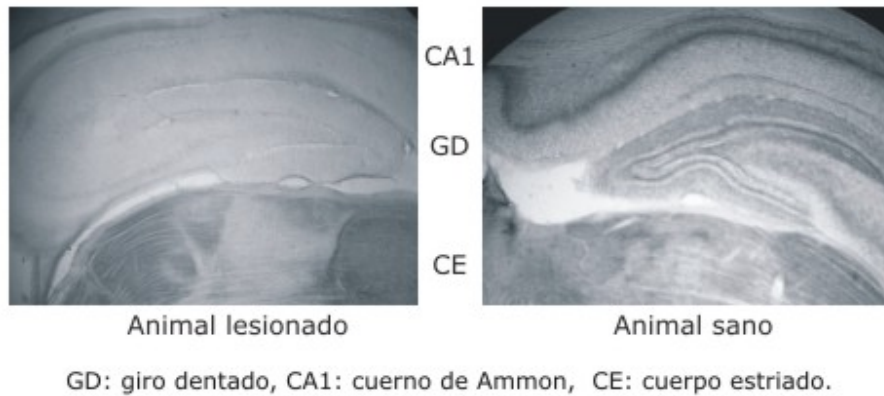 CA1
GD
CE
Animal lesionado
Animal sano
GD: giro dentado, CA1: cuerno de Ammon,  CE: cuerpo estriado.